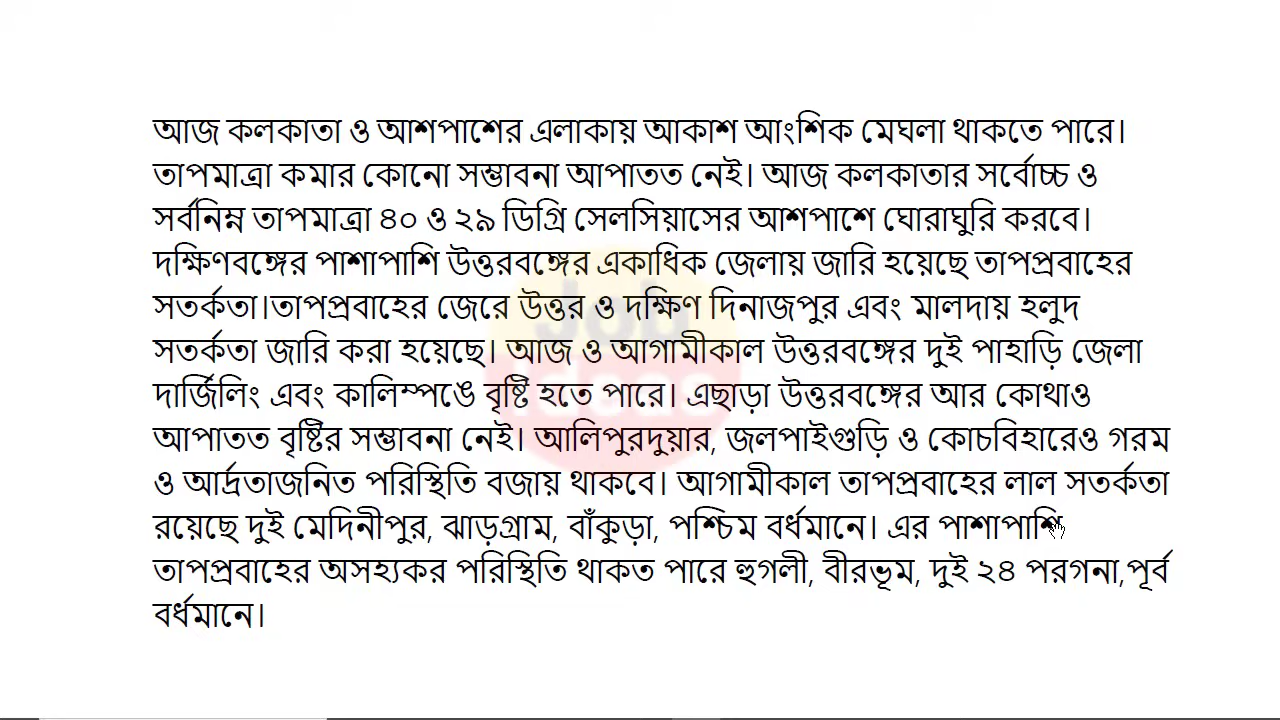 আজ কলকাতা ও আশপাশের এলাকায় আকাশ আংশিক মেঘলা থাকতে পারে।
তাপমাত্রা কমার কোনো সম্ভাবনা আপাতত নেই। আজ কলকাতার সর্বোচ্চ ও
সর্বনিম্ন তাপমাত্রা ৪০ ও ২৯ ডিগ্রি সেলসিয়াসের আশপাশে ঘোরাঘুরি করবে।
দক্ষিণবঙ্গের পাশাপাশি উত্তরবঙ্গের একাধিক জেলায় জারি হয়েছে তাপপ্রবাহের
সতর্কতা।তাপপ্রবাহের জেরে উত্তর ও দক্ষিণ দিনাজপুর এবং মালদায় হলুদ
সতর্কতা জারি করা হয়েছে। আজ ও আগামীকাল উত্তরবঙ্গের দুই পাহাড়ি জেলা
দার্জিলিং এবং কালিম্পঙে বৃষ্টি হতে পারে। এছাড়া উত্তরবঙ্গের আর কোথাও
আপাতত বৃষ্টির সম্ভাবনা নেই। আলিপুরদুয়ার, জলপাইগুড়ি ও কোচবিহারেও গরম
ও আর্দ্রতাজনিত পরিস্থিতি বজায় থাকবে। আগামীকাল তাপপ্রবাহের লাল সতর্কতা
রয়েছে দুই মেদিনীপুর, ঝাড়গ্রাম, বাঁকুড়া, পশ্চিম বর্ধমানে। এর পাশাপাশি
তাপপ্রবাহের অসহ্যকর পরিস্থিতি থাকত পারে হুগলী, বীরভূম, দুই ২৪ পরগনা,পূর্ব
বর্ধমানে।
Job
Ideas